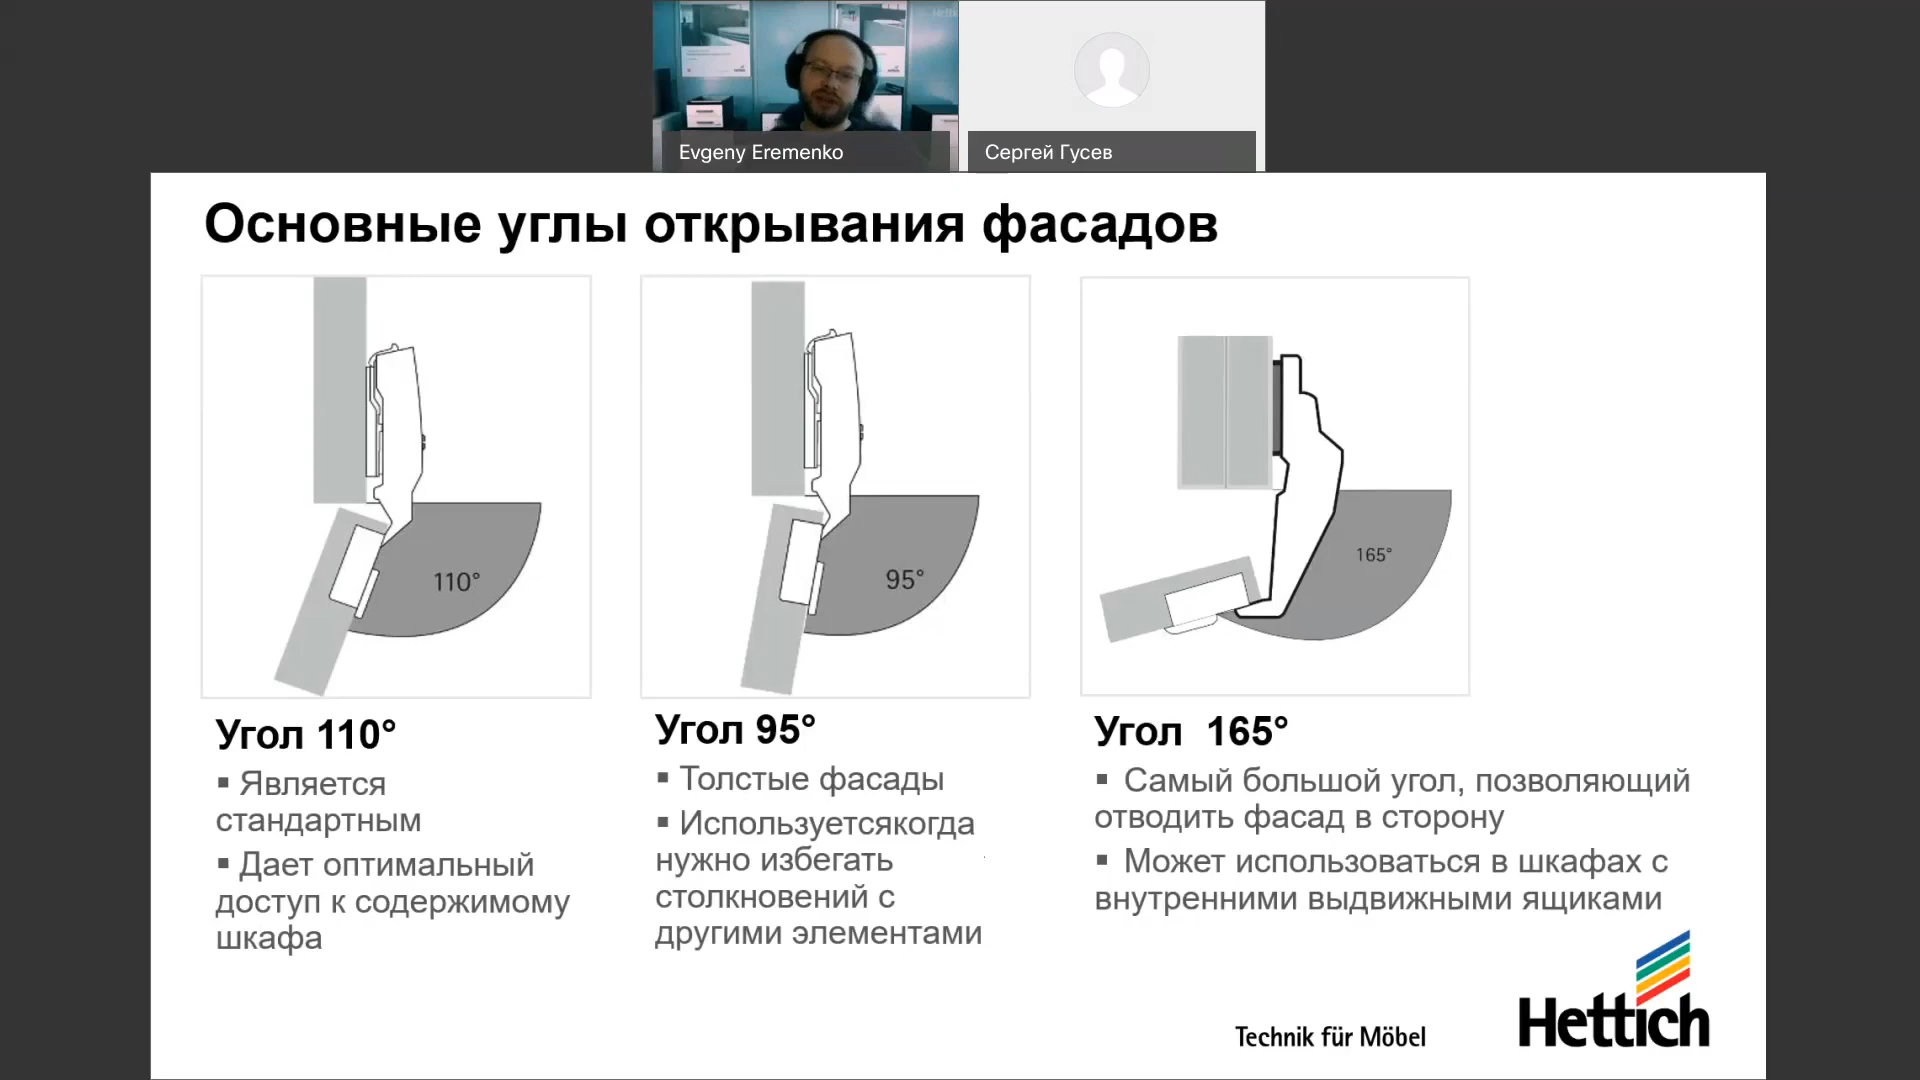 Evgeny Eremenko
Сергей Гусев
Основные углы открывания фасадов
110°
95°
165°
Угол 110°
▪ Является
стандартным
▪ Дает оптимальный
доступ к содержимому
шкафа
Угол 95°
▪ Толстые фасады
▪ Используетсякогда
нужно избегать
столкновений с
другими элементами
Угол 165°
▪ Самый большой угол, позволяющий
отводить фасад в сторону
▪ Может использоваться в шкафах с
внутренними выдвижными ящиками
Technik für Möbel
Hettich